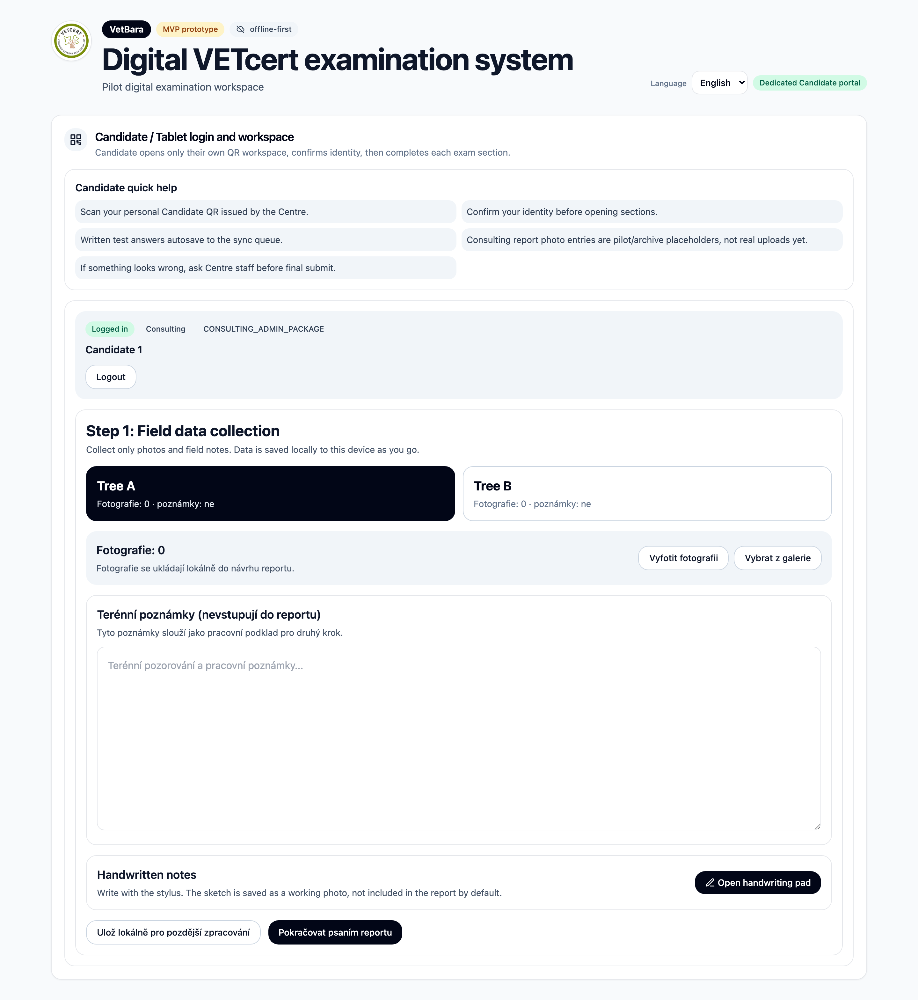 VETCERT
CERTIFIED VETERAN TREE SPECIALIST
VetBara
MVP prototype
offline-first
Digital VETcert examination system
Pilot digital examination workspace
Language
English
Dedicated Candidate portal
Candidate / Tablet login and workspace
Candidate opens only their own QR workspace, confirms identity, then completes each exam section.
Candidate quick help
Scan your personal Candidate QR issued by the Centre.
Confirm your identity before opening sections.
Written test answers autosave to the sync queue.
Consulting report photo entries are pilot/archive placeholders, not real uploads yet.
If something looks wrong, ask Centre staff before final submit.
Logged in
Consulting
CONSULTING_ADMIN_PACKAGE
Candidate 1
Logout
Step 1: Field data collection
Collect only photos and field notes. Data is saved locally to this device as you go.
Tree A
Fotografie: 0 · poznámky: ne
Tree B
Fotografie: 0 · poznámky: ne
Fotografie: 0
Fotografie se ukládají lokálně do návrhu reportu.
Vyfotit fotografii
Vybrat z galerie
Terénní poznámky (nevstupují do reportu)
Tyto poznámky slouží jako pracovní podklad pro druhý krok.
Terénní pozorování a pracovní poznámky...
Handwritten notes
Write with the stylus. The sketch is saved as a working photo, not included in the report by default.
Open handwriting pad
Ulož lokálně pro pozdější zpracování
Pokračovat psaním reportu